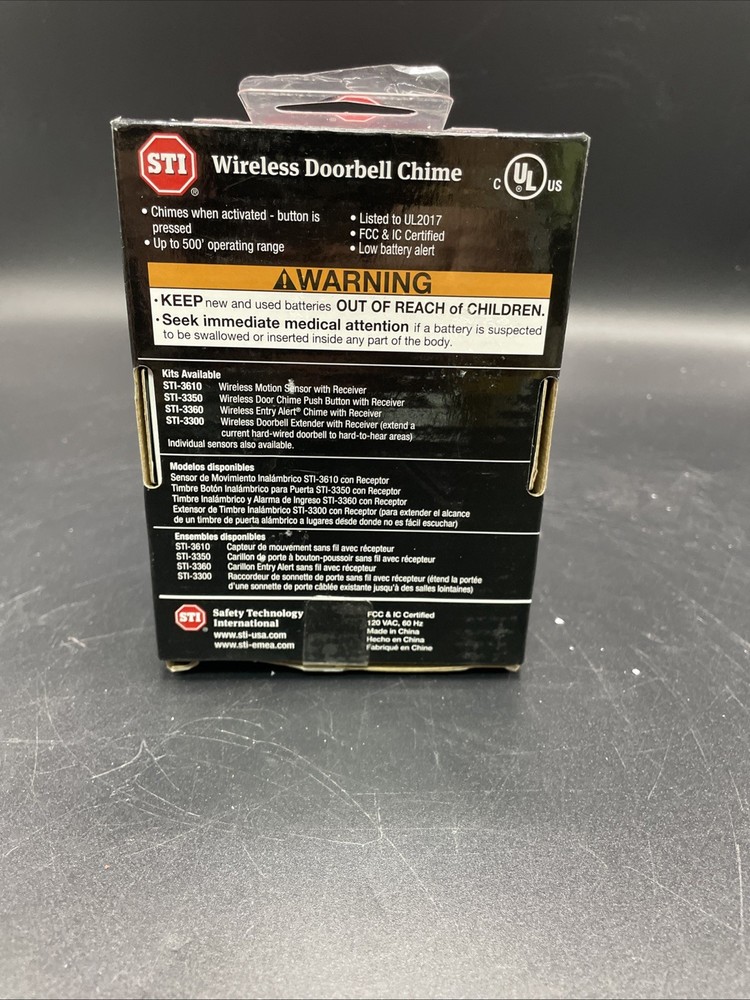 STI
®
Wireless Doorbell Chime
C UL ® US
• Chimes when activated - button is
pressed
• Up to 500' operating range
• Listed to UL2017
• FCC & IC Certified
• Low battery alert
⚠WARNING
• KEEP new and used batteries OUT OF REACH of CHILDREN.
• Seek immediate medical attention if a battery is suspected
to be swallowed or inserted inside any part of the body.
Kits Available
STI-3610 Wireless Motion Sensor with Receiver
STI-3350 Wireless Door Chime Push Button with Receiver
STI-3360 Wireless Entry Alert® Chime with Receiver
STI-3300 Wireless Doorbell Extender with Receiver (extend a
current hard-wired doorbell to hard-to-hear areas)
Individual sensors also available.
Modelos disponibles
Sensor de Movimiento Inalámbrico STI-3610 con Receptor
Timbre Botón Inalámbrico para Puerta STI-3350 con Receptor
Timbre Inalámbrico y Alarma de Ingreso STI-3360 con Receptor
Extensor de Timbre Inalámbrico STI-3300 con Receptor (para extender el alcance
de un timbre de puerta alámbrico a lugares désde donde no es fácil escuchar)
Ensembles disponibles
STI-3610 Capteur de mouvement sans fil avec récepteur
STI-3350 Carillon de porte à bouton-poussoir sans fil avec récepteur
STI-3360 Carillon Entry Alert sans fil avec récepteur
STI-3300 Raccordeur de sonnette de porte sans fil avec récepteur (étend la portée
d'une sonnette de porte câblée existante jusqu'à des salles lointaines)
STI
®
Safety Technology
International
www.sti-usa.com
www.sti-emea.com
FCC & IC Certified
120 VAC, 60 Hz
Made in China
Hecho en China
Fabriqué en Chine